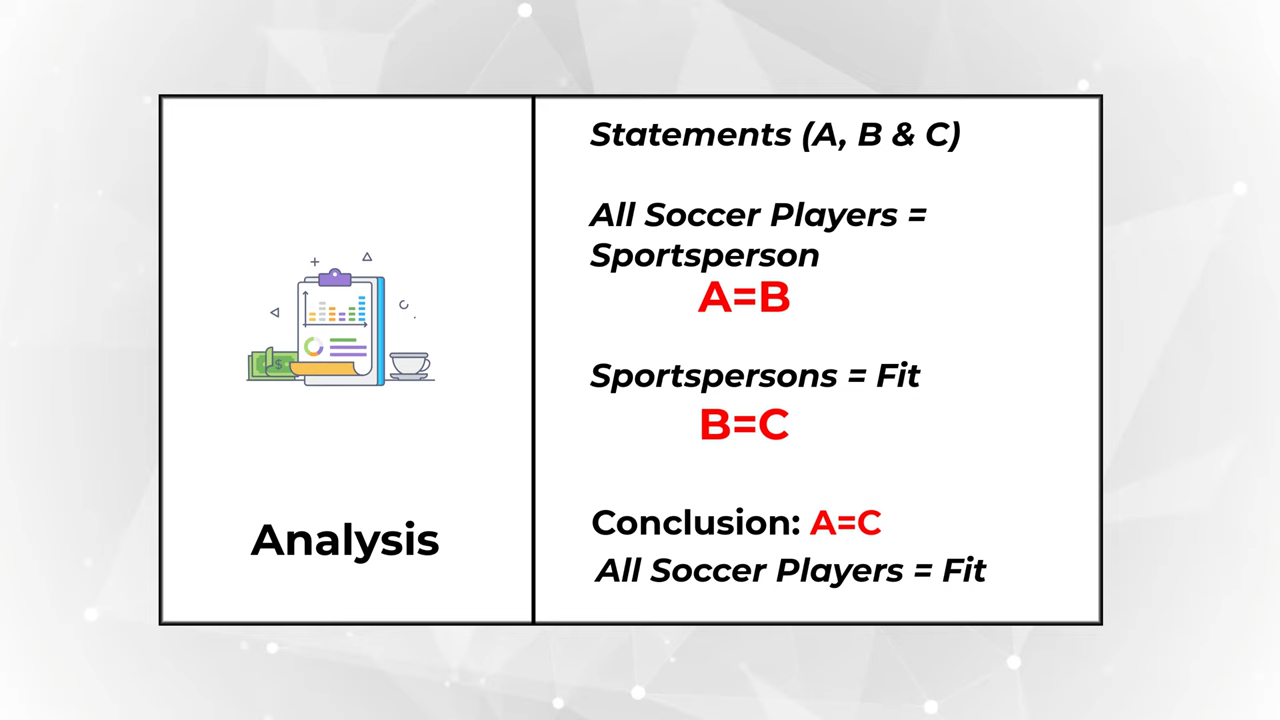 Statements (A, B & C)
All Soccer Players =
Sportsperson
A=B
Sportspersons = Fit
B=C
Conclusion: A=C
All Soccer Players = Fit
Analysis